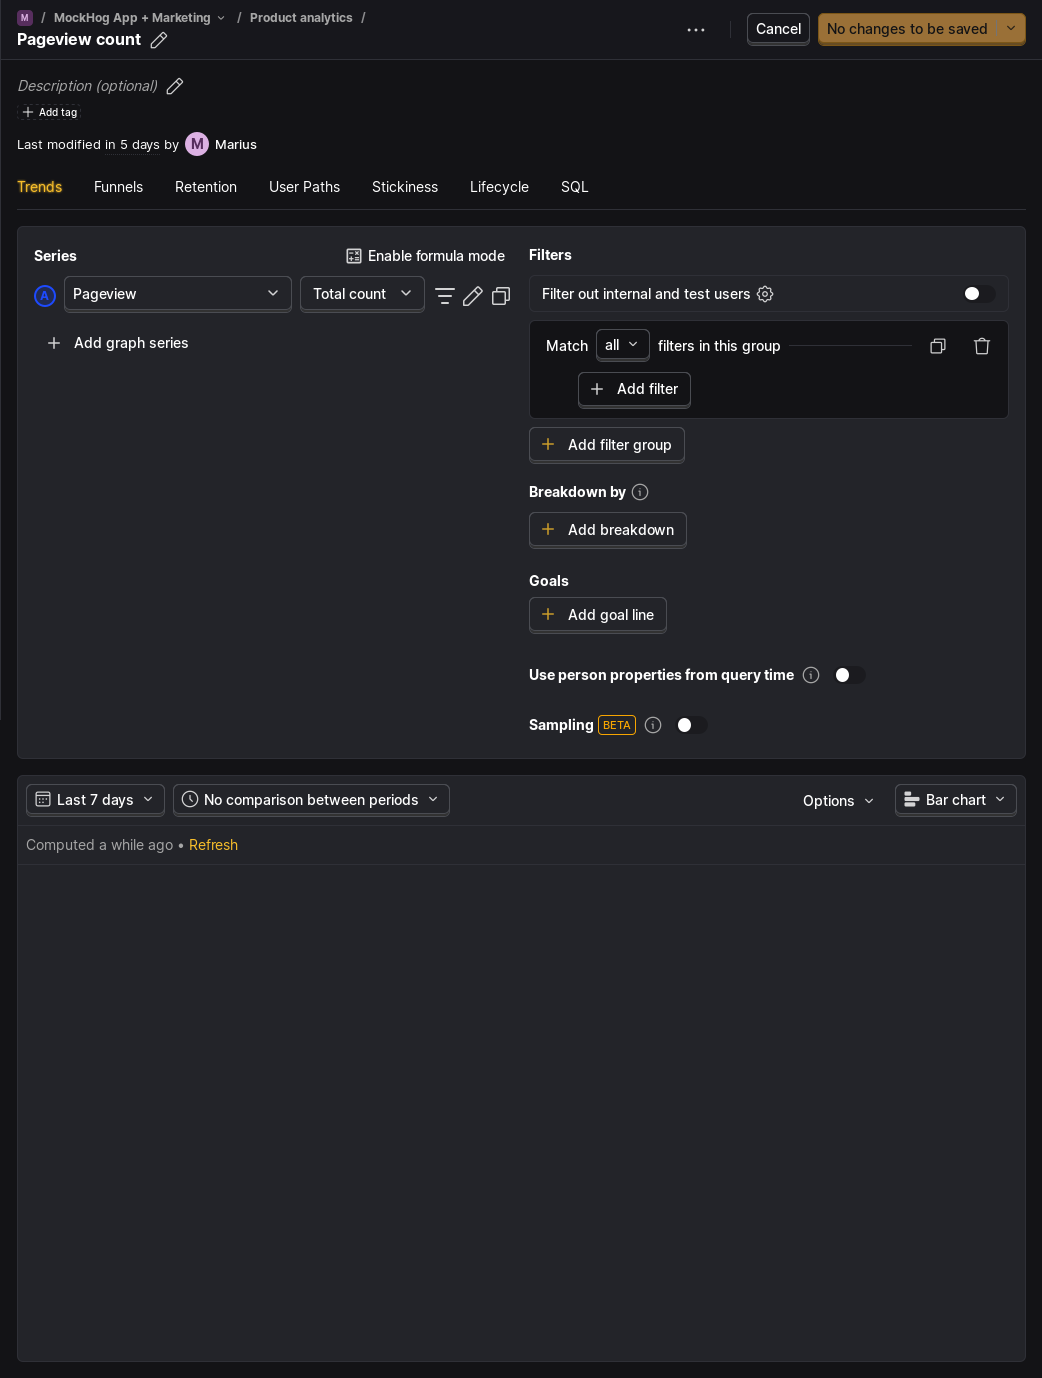 M / MockHog App + Marketing / Product analytics /
Pageview count
Cancel
No changes to be saved
Description (optional)
Add tag
Last modified in 5 days by M Marius
Trends Funnels Retention User Paths Stickiness Lifecycle SQL
Series
Enable formula mode
A Pageview Total count
Add graph series
Filters
Filter out internal and test users
Match all filters in this group
Add filter
Add filter group
Breakdown by
Add breakdown
Goals
Add goal line
Use person properties from query time
Sampling BETA
Last 7 days No comparison between periods Options Bar chart
Computed a while ago • Refresh